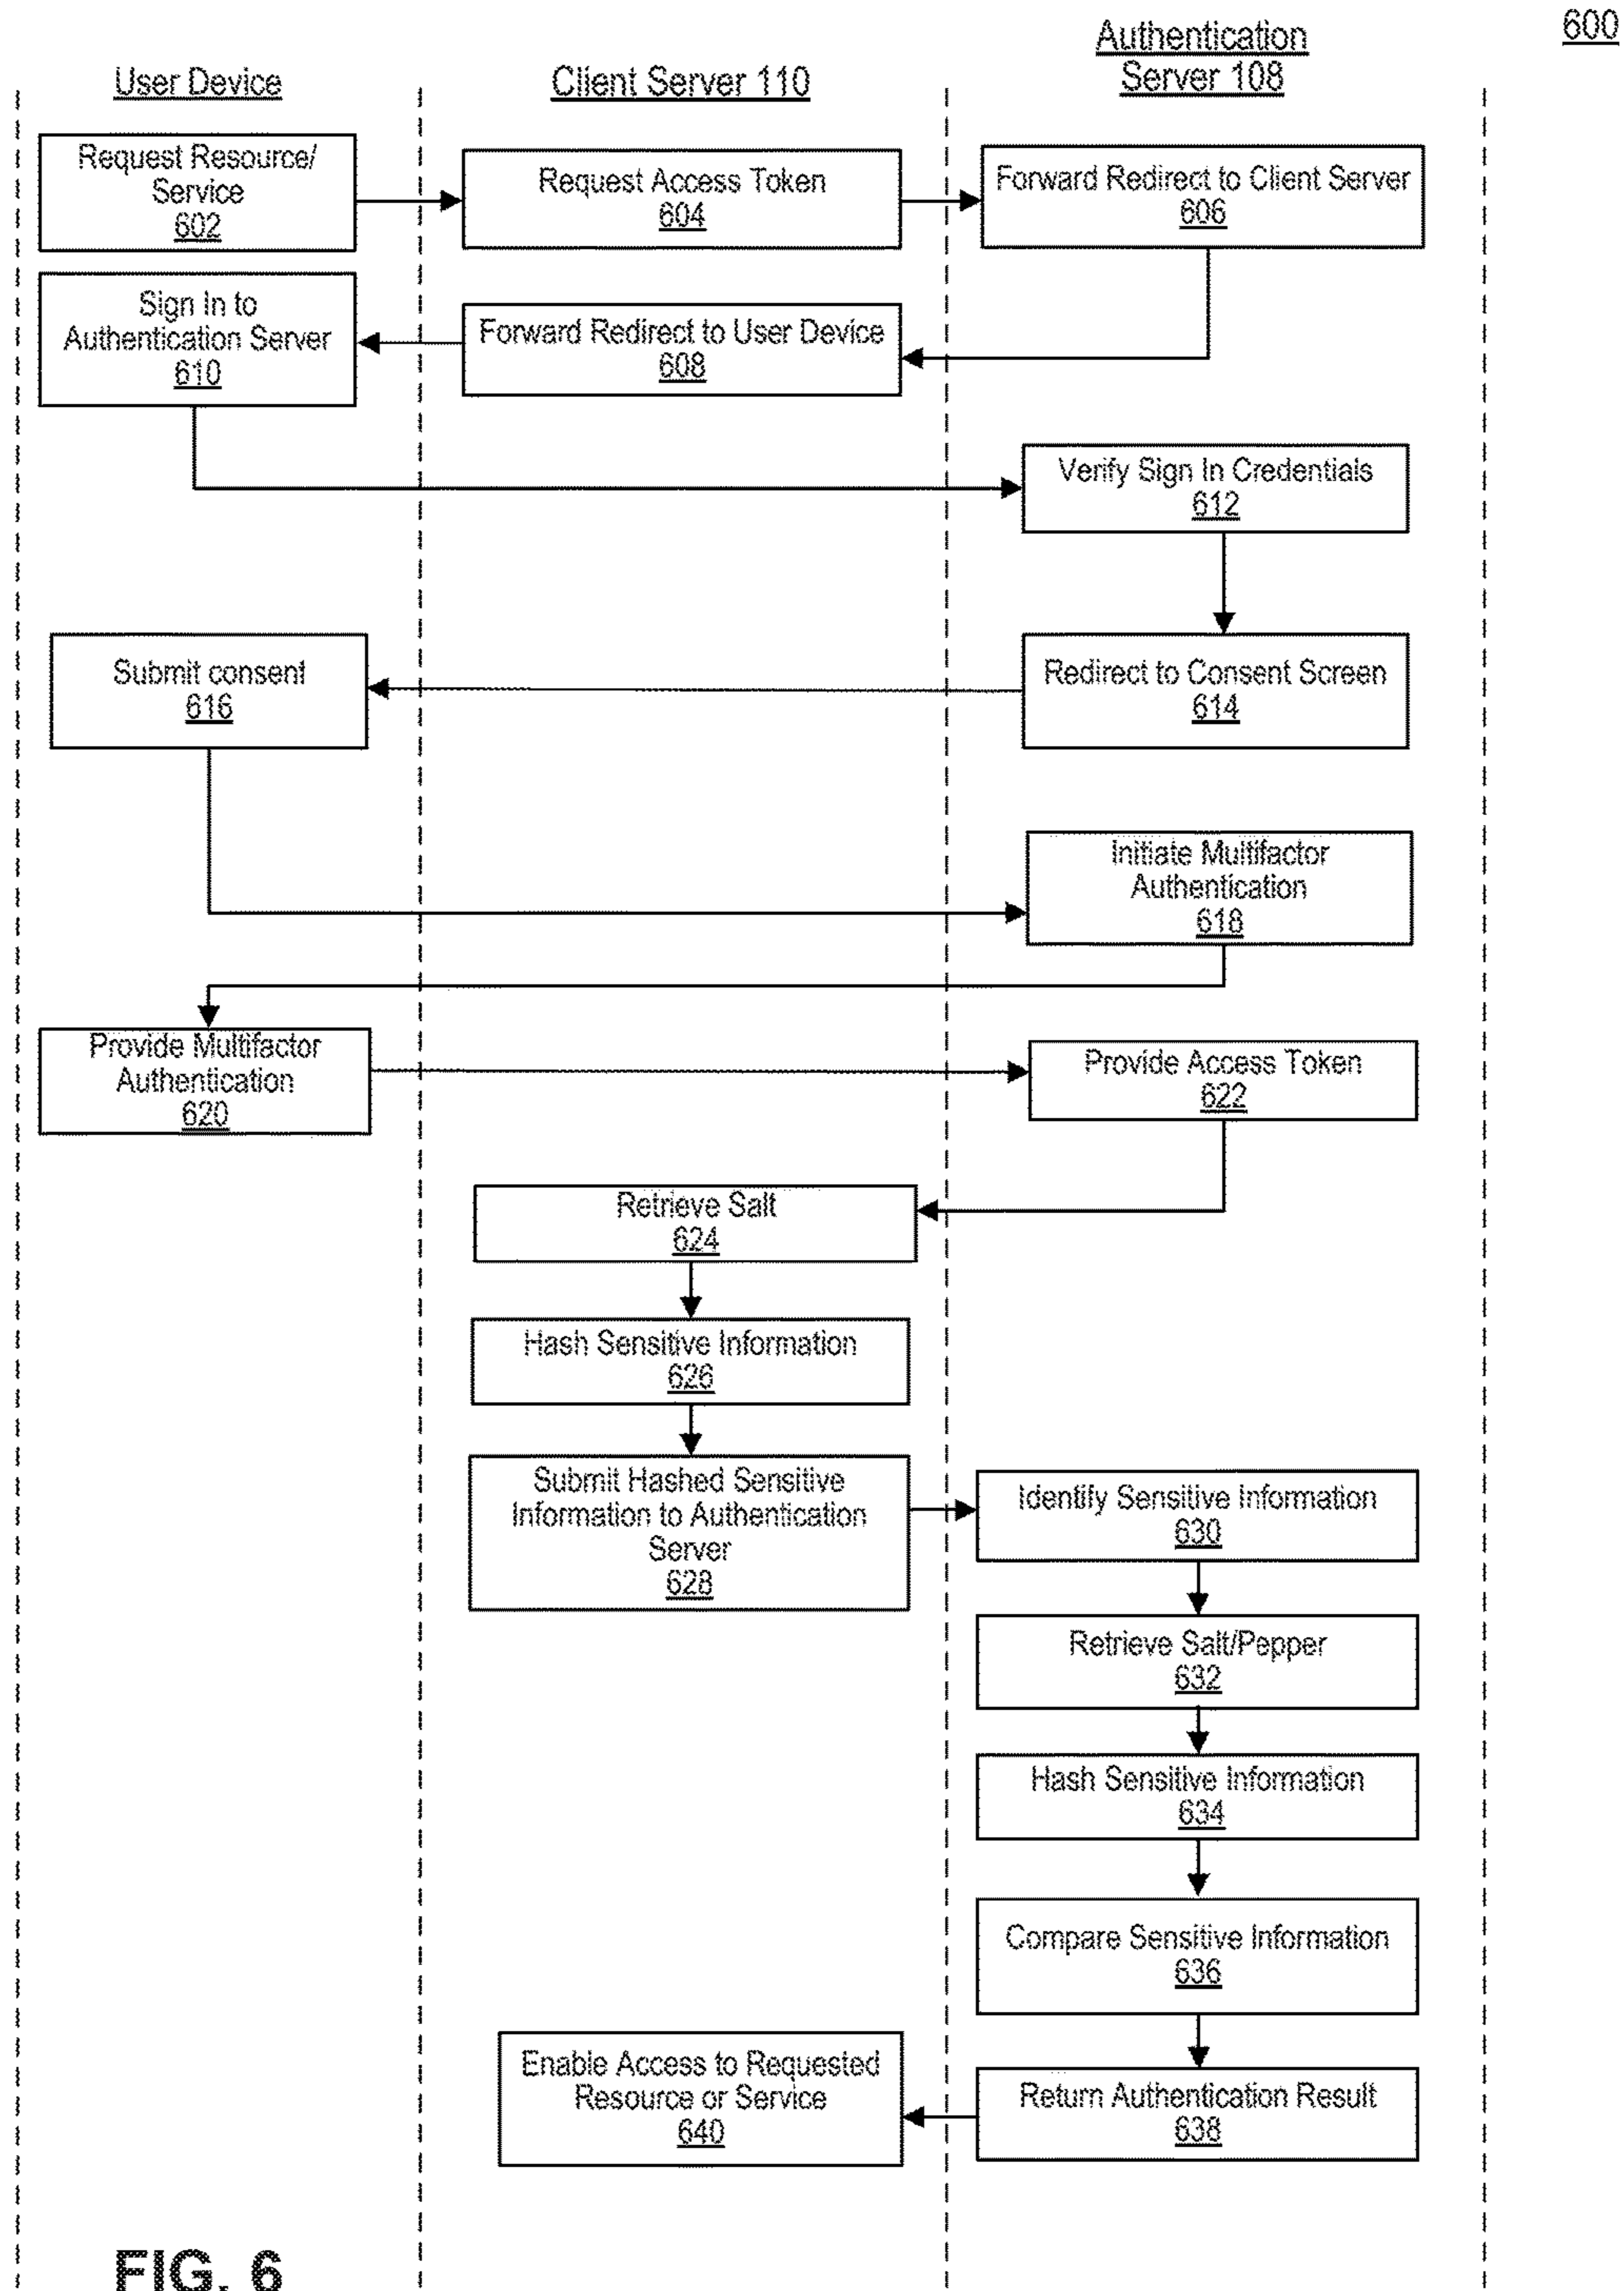 600
User Device
Client Server 110
Authentication
Server 108
Request Resource/
Service
602
Request Access Token
604
Forward Redirect to Client Server
606
Sign In to
Authentication Server
610
Forward Redirect to User Device
608
Verify Sign In Credentials
612
Submit consent
616
Redirect to Consent Screen
614
Initiate Multifactor
Authentication
618
Provide Multifactor
Authentication
620
Provide Access Token
622
Retrieve Salt
624
Hash Sensitive Information
626
Submit Hashed Sensitive
Information to Authentication
Server
628
Identify Sensitive Information
630
Retrieve Salt/Pepper
632
Hash Sensitive Information
634
Compare Sensitive Information
636
Enable Access to Requested
Resource or Service
640
Return Authentication Result
638
FIG. 6